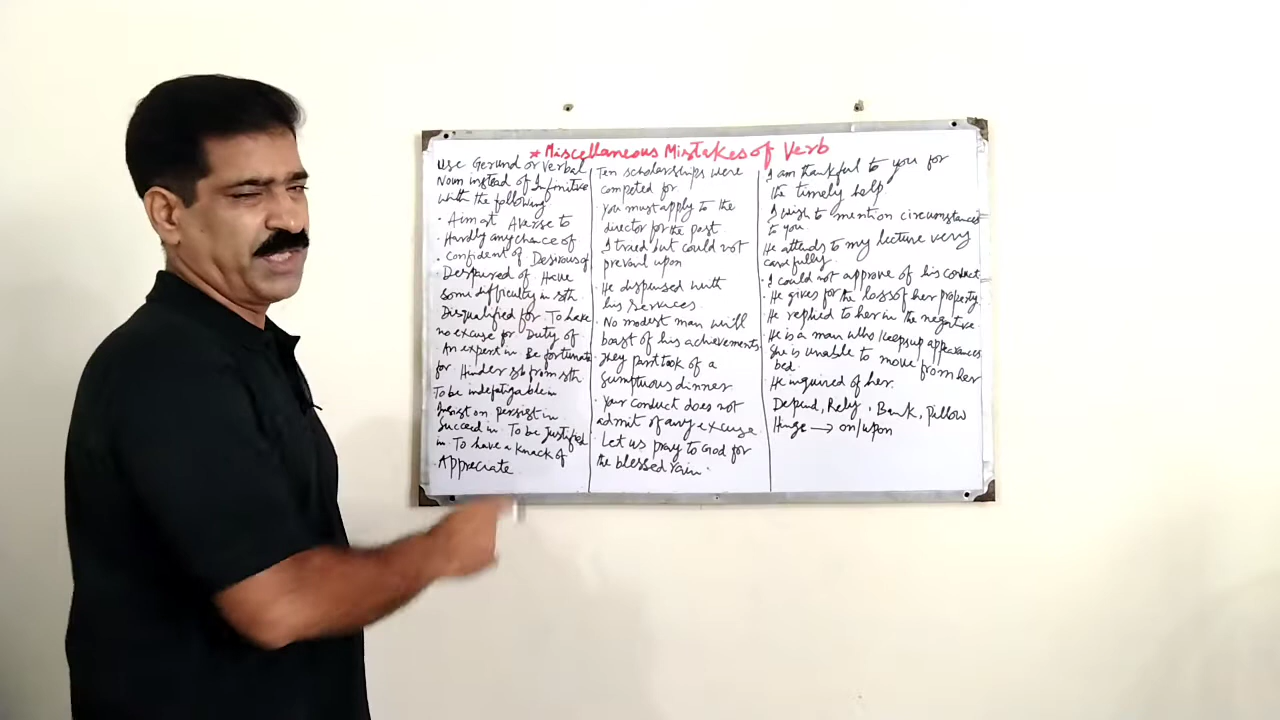 * Miscellaneous Mistakes of Verb
Use Gerund or Verbal
Noun instead of Infinitive
with the following
• Aim at Averse to
• Hardly any chance of
• Confident of Desirous of
Despaired of Have
Some difficulty in sth.
Disqualified for To have
no excuse for Duty of
An expert in Be fortunate
for Hinder sb from sth
To be indefatigable in
Insist on persist in
Succeed in To be justified
in To have a knack of
• Appreciate
Ten scholarships were
competed for
• You must apply to the
director for the past
• I tried but could not
prevail upon
• He dispensed with
his services.
• No modest man will
boast of his achievements
They partook of a
Sumptuous dinner
• Your conduct does not
admit of any excuse
• Let us pray to God for
the blessed rain.
• I am thankful to you for
the timely help
• I wish to mention circumstances
to you
He attends to my lecture very
carefully.
• I could not approve of his conduct
• He gives for the loss of her property
He replied to her in the negative.
He is a man who keeps up appearances
She is unable to move from her
bed.
• He inquired of her.
Depend, Rely, Bank, Pillow
Hinge → on/upon